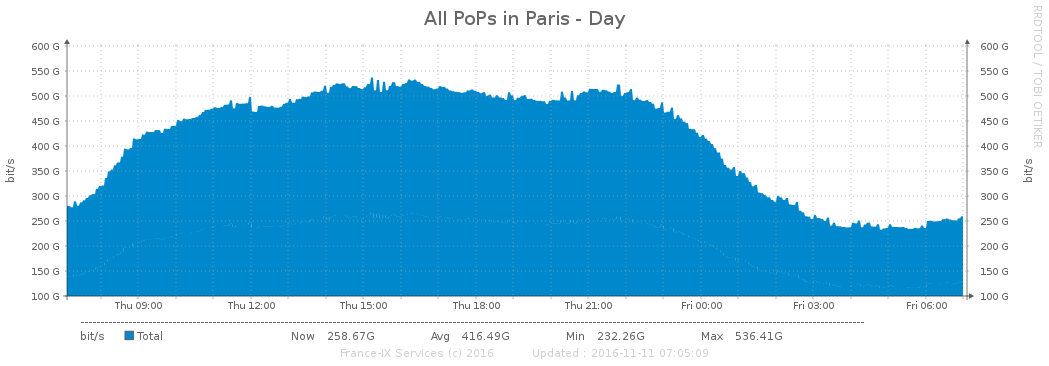 All PoPs in Paris - Day
RRDTOOL / TOBI OETIKER
600 G 600 G
550 G 550 G
500 G 500 G
450 G 450 G
400 G 400 G
350 G 350 G
300 G 300 G
250 G 250 G
200 G 200 G
150 G 150 G
100 G 100 G
bit/s bit/s
Thu 09:00 Thu 12:00 Thu 15:00 Thu 18:00 Thu 21:00 Fri 00:00 Fri 03:00 Fri 06:00
bit/s Total Now 258.67G Avg 416.49G Min 232.26G Max 536.41G
France-IX Services (c) 2016 Updated : 2016-11-11 07:05:09